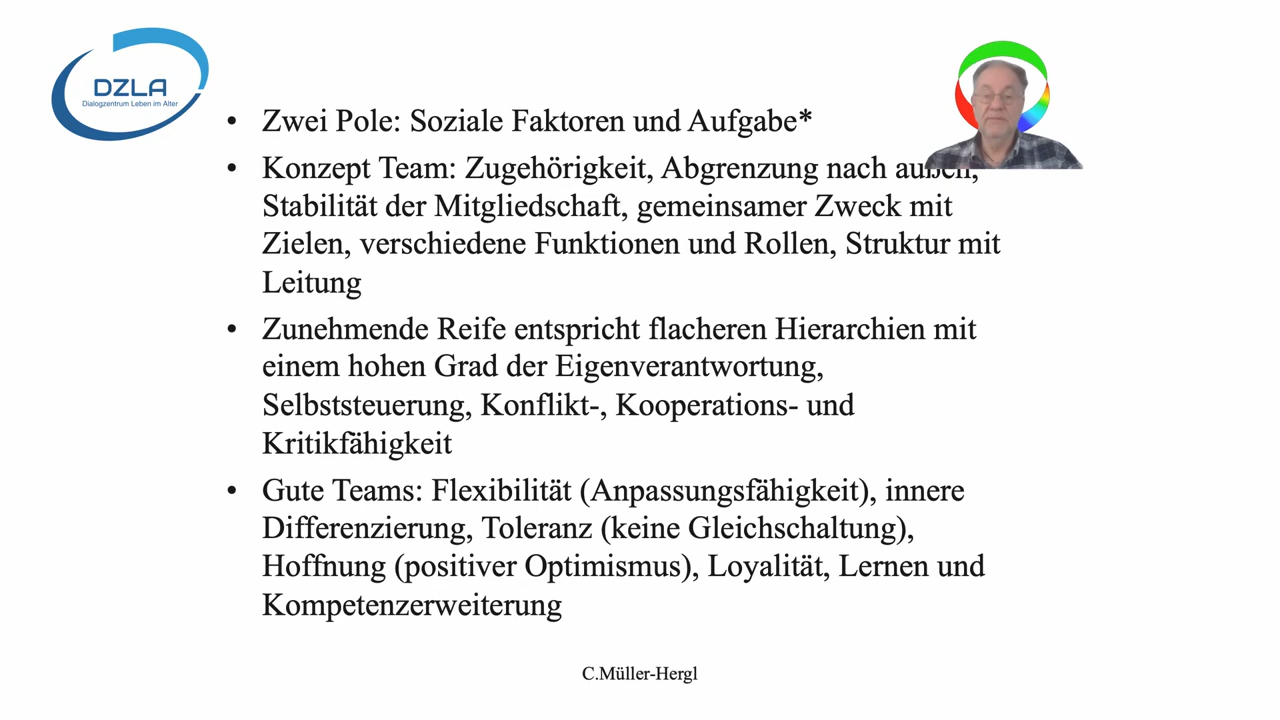 DZLA
Dialogzentrum Leben im Alter
• Zwei Pole: Soziale Faktoren und Aufgabe*
• Konzept Team: Zugehörigkeit, Abgrenzung nach außen,
Stabilität der Mitgliedschaft, gemeinsamer Zweck mit
Zielen, verschiedene Funktionen und Rollen, Struktur mit
Leitung
• Zunehmende Reife entspricht flacheren Hierarchien mit
einem hohen Grad der Eigenverantwortung,
Selbststeuerung, Konflikt-, Kooperations- und
Kritikfähigkeit
• Gute Teams: Flexibilität (Anpassungsfähigkeit), innere
Differenzierung, Toleranz (keine Gleichschaltung),
Hoffnung (positiver Optimismus), Loyalität, Lernen und
Kompetenzerweiterung
C.Müller-Hergl